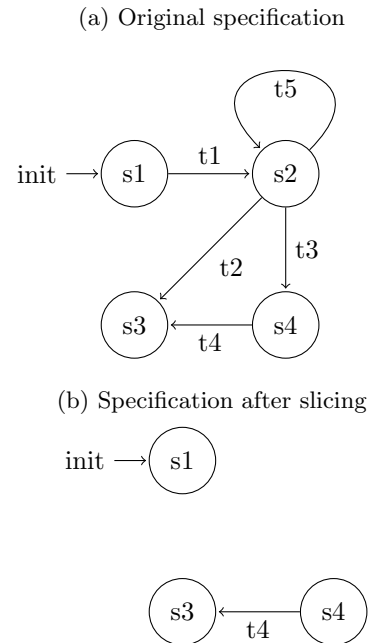 (a) Original specification
t5
init s1 t1 s2
t2 t3
s3 t4 s4
(b) Specification after slicing
init s1
s3 t4 s4